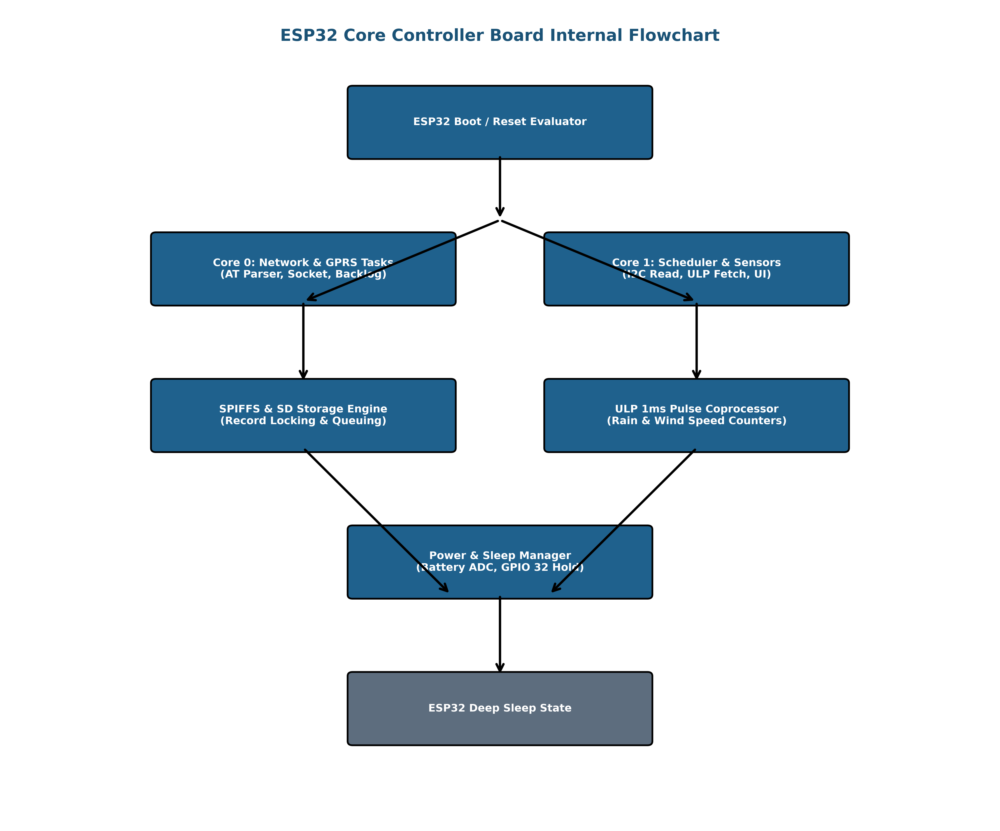 ESP32 Core Controller Board Internal Flowchart
ESP32 Boot / Reset Evaluator
Core 0: Network & GPRS Tasks
(AT Parser, Socket, Backlog)
Core 1: Scheduler & Sensors
(I2C Read, ULP Fetch, UI)
SPIFFS & SD Storage Engine
(Record Locking & Queuing)
ULP 1ms Pulse Coprocessor
(Rain & Wind Speed Counters)
Power & Sleep Manager
(Battery ADC, GPIO 32 Hold)
ESP32 Deep Sleep State